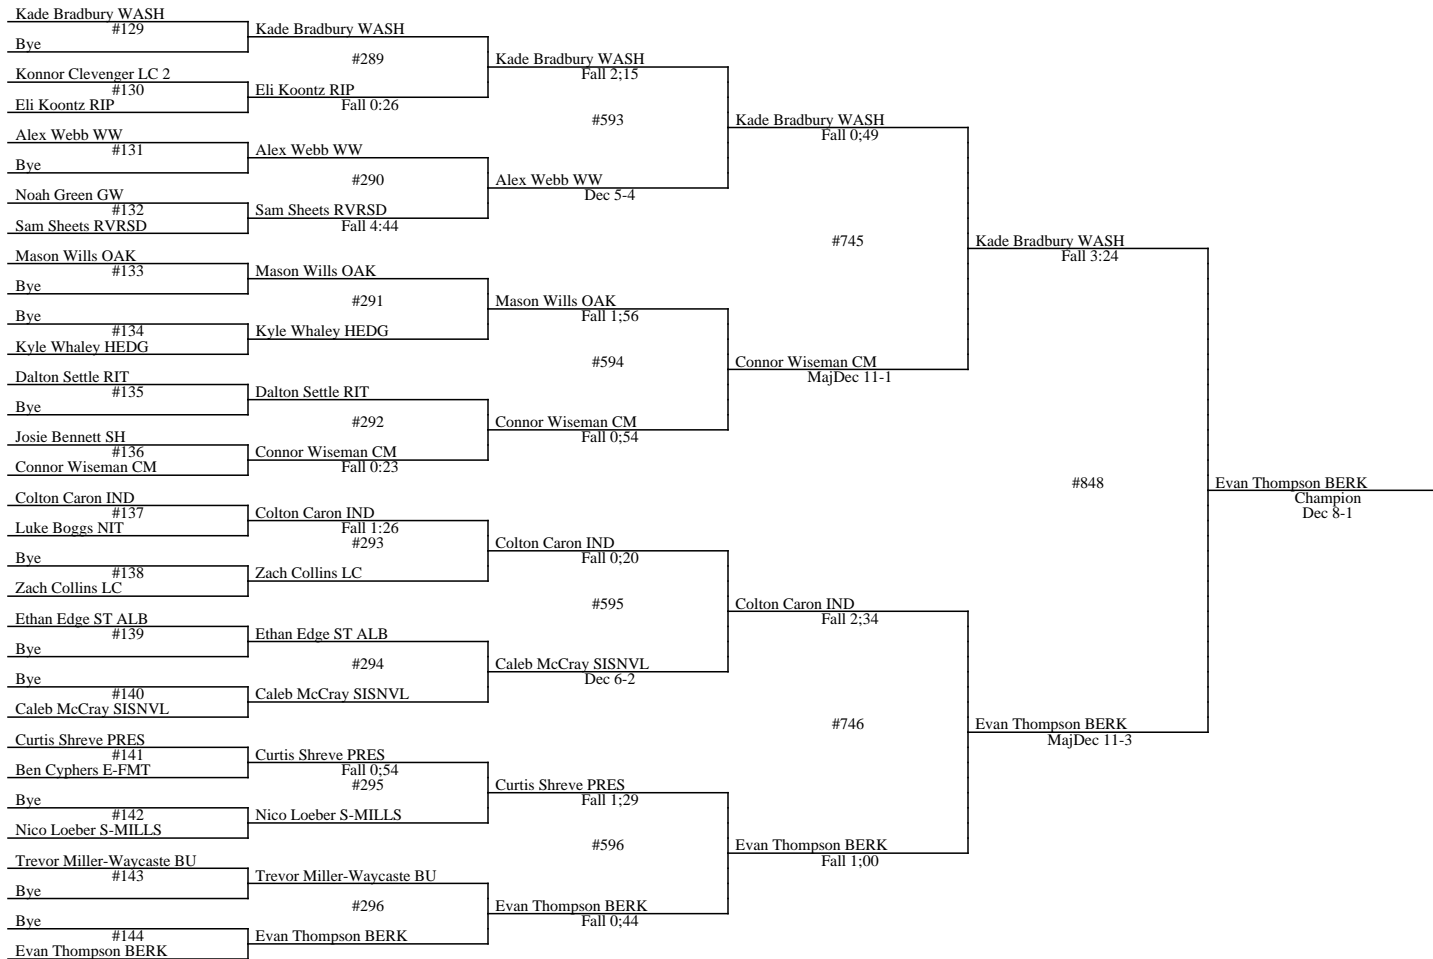 Kade Bradbury WASH
#129
Bye
Konnor Clevenger LC 2
#130
Eli Koontz RIP
Alex Webb WW
#131
Bye
Noah Green GW
#132
Sam Sheets RVRSD
Mason Wills OAK
#133
Bye
Bye
#134
Kyle Whaley HEDG
Dalton Settle RIT
#135
Bye
Josie Bennett SH
#136
Connor Wiseman CM
Colton Caron IND
#137
Luke Boggs NIT
Bye
#138
Zach Collins LC
Ethan Edge ST ALB
#139
Bye
Bye
#140
Caleb McCray SISNVL
Curtis Shreve PRES
#141
Ben Cyphers E-FMT
Bye
#142
Nico Loeber S-MILLS
Trevor Miller-Waycaste BU
#143
Bye
Bye
#144
Evan Thompson BERK
Kade Bradbury WASH
#289
Eli Koontz RIP
Fall 0:26
Alex Webb WW
#290
Sam Sheets RVRSD
Fall 4:44
Mason Wills OAK
#291
Kyle Whaley HEDG
Dalton Settle RIT
#292
Connor Wiseman CM
Fall 0:23
Colton Caron IND
Fall 1:26
#293
Zach Collins LC
Ethan Edge ST ALB
#294
Caleb McCray SISNVL
Curtis Shreve PRES
Fall 0;54
#295
Nico Loeber S-MILLS
Trevor Miller-Waycaste BU
#296
Evan Thompson BERK
Kade Bradbury WASH
Fall 2;15
#593
Alex Webb WW
Dec 5-4
Mason Wills OAK
Fall 1;56
#594
Connor Wiseman CM
Fall 0;54
Colton Caron IND
Fall 0;20
#595
Caleb McCray SISNVL
Dec 6-2
Curtis Shreve PRES
Fall 1;29
#596
Evan Thompson BERK
Fall 0;44
Kade Bradbury WASH
Fall 0;49
#745
Connor Wiseman CM
MajDec 11-1
Colton Caron IND
Fall 2;34
#746
Evan Thompson BERK
Fall 1;00
Kade Bradbury WASH
Fall 3:24
#848
Evan Thompson BERK
MajDec 11-3
Evan Thompson BERK
Champion
Dec 8-1